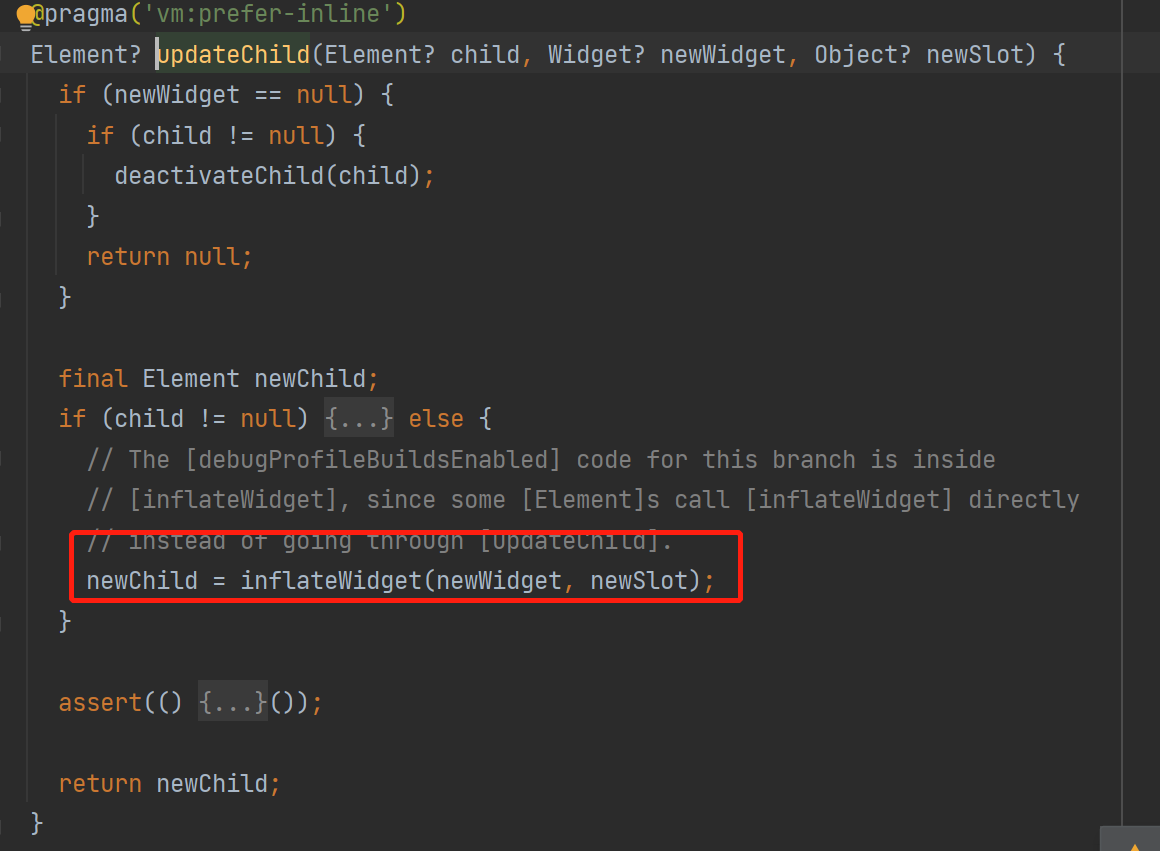 @pragma('vm:prefer-inline')
Element? updateChild(Element? child, Widget? newWidget, Object? newSlot) {
  if (newWidget == null) {
    if (child != null) {
      deactivateChild(child);
    }
    return null;
  }

  final Element newChild;
  if (child != null) {...} else {
    // The [debugProfileBuildsEnabled] code for this branch is inside
    // [inflateWidget], since some [Element]s call [inflateWidget] directly
    // instead of going through [updateChild].
    newChild = inflateWidget(newWidget, newSlot);
  }

  assert(() {...}());

  return newChild;
}